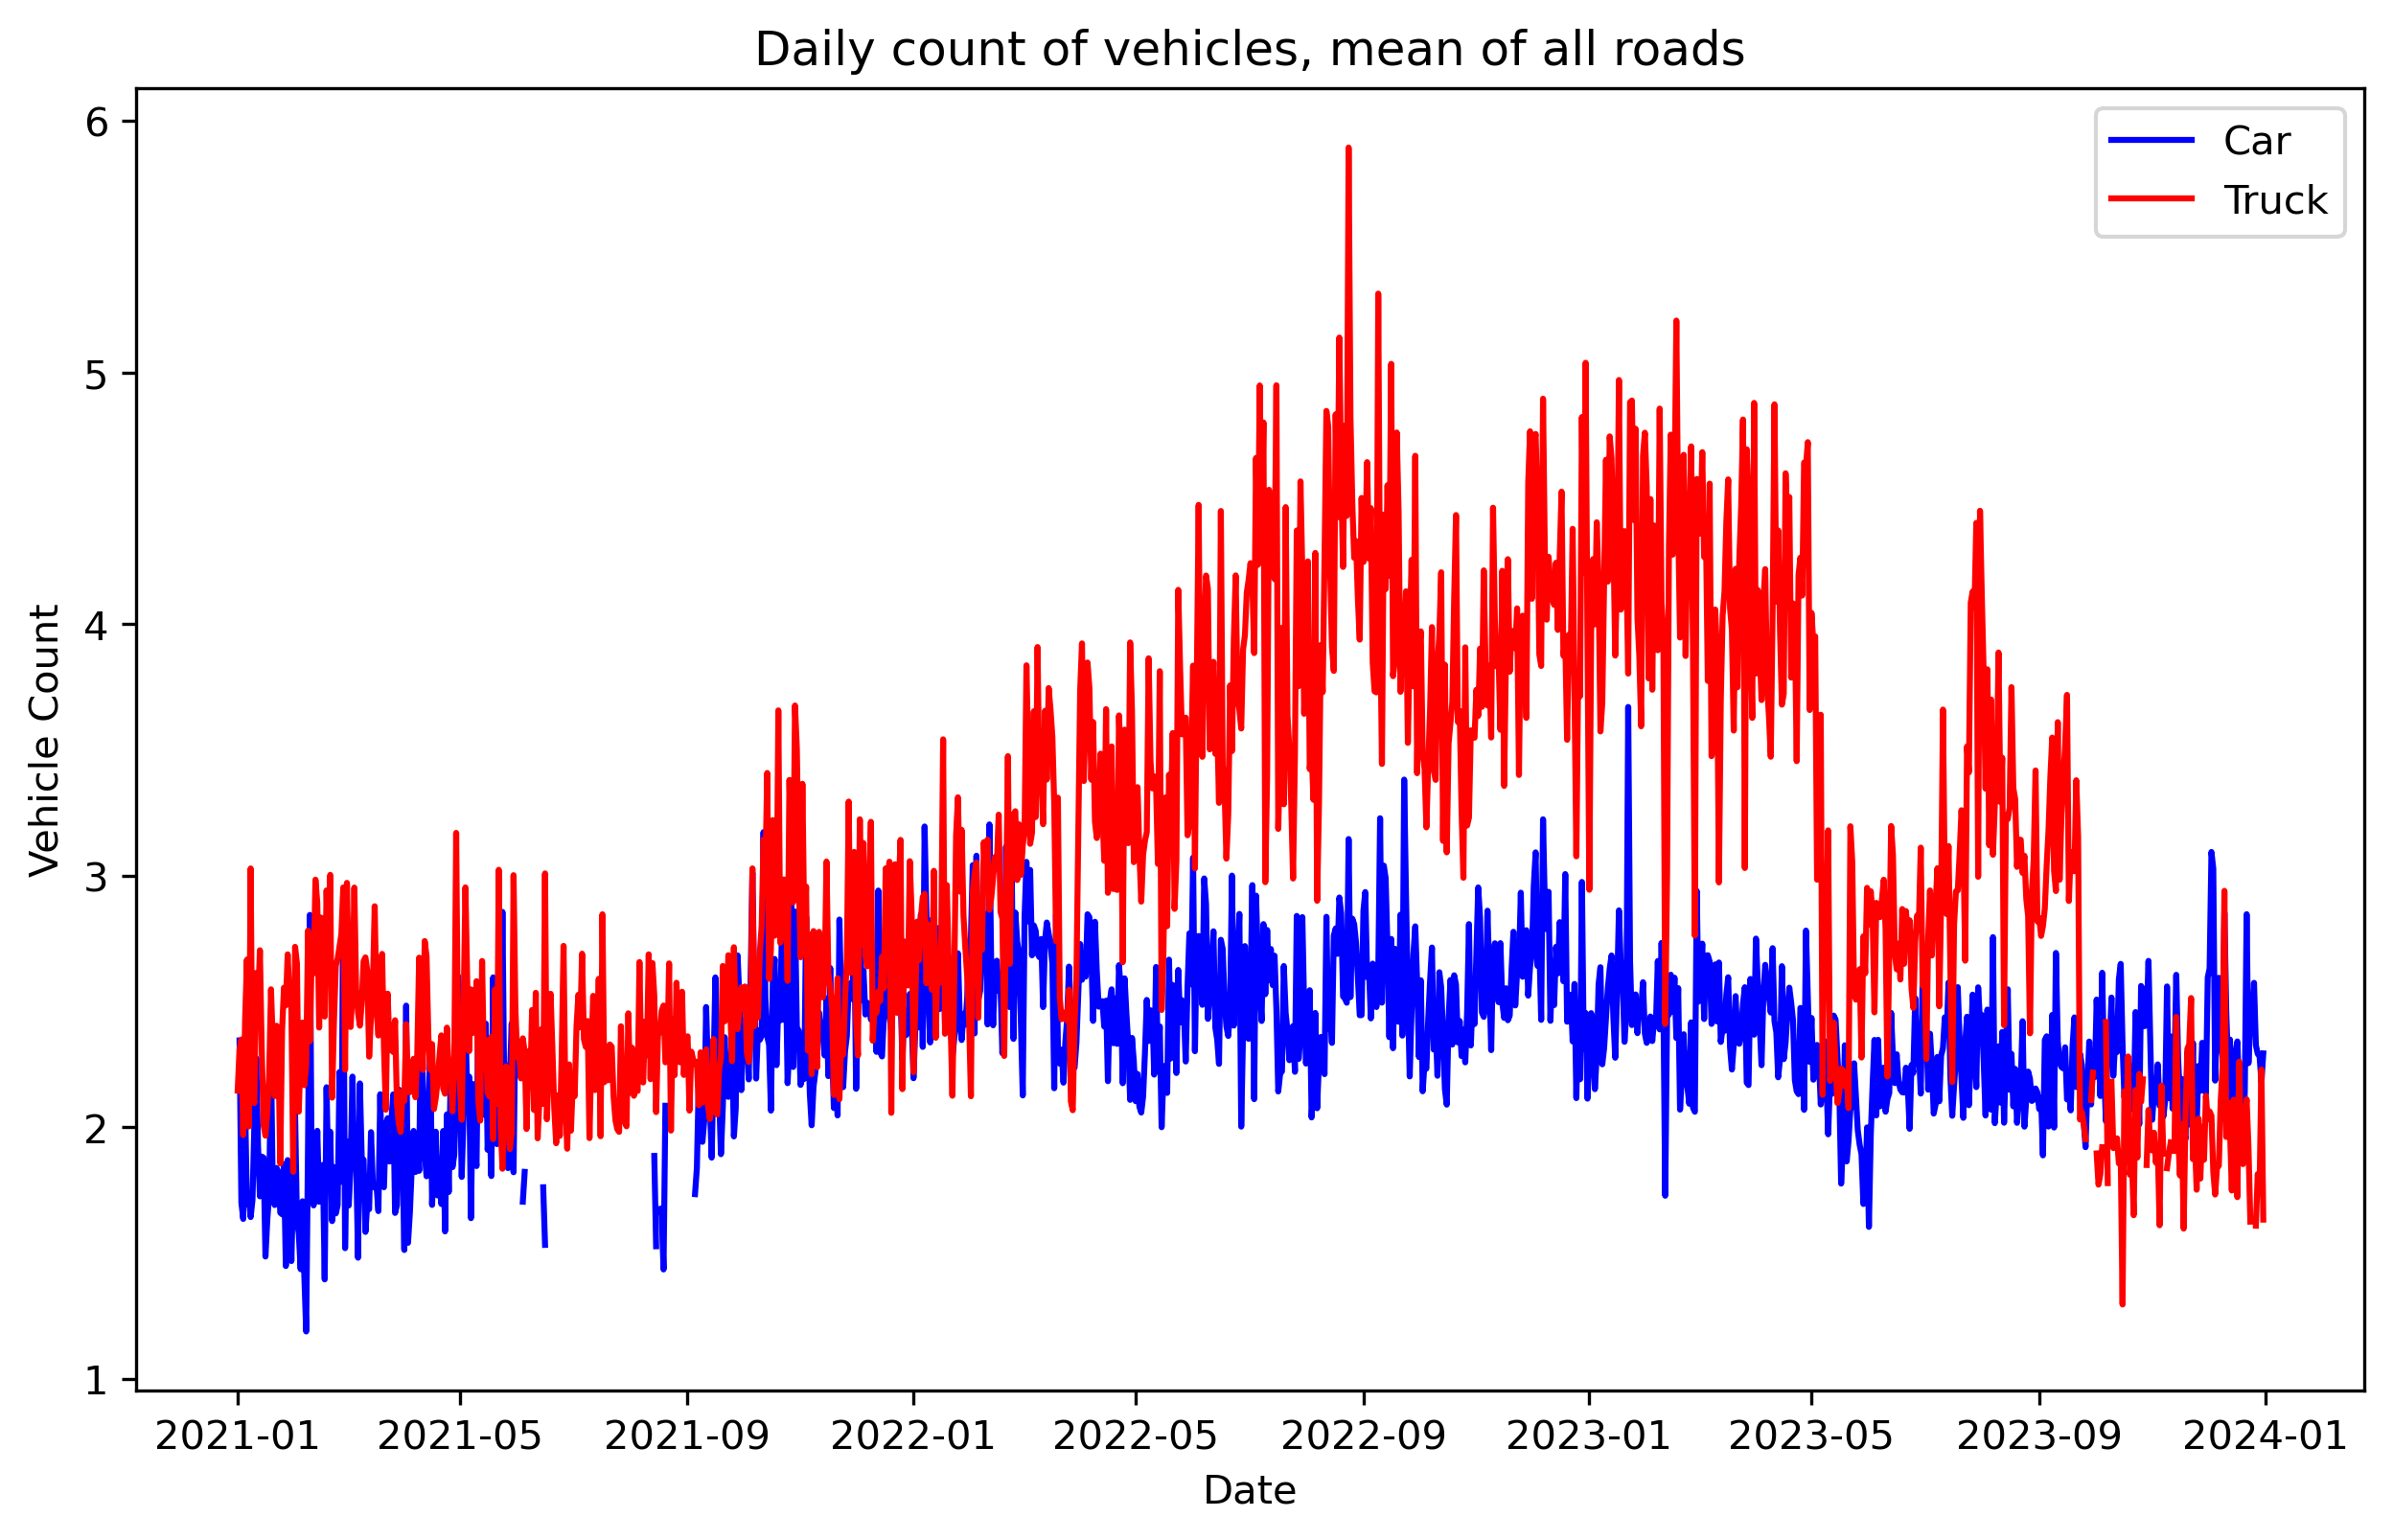 Daily count of vehicles, mean of all roads
6
5
4
3
2
1
Vehicle Count
Car
Truck
2021-01 2021-05 2021-09 2022-01 2022-05 2022-09 2023-01 2023-05 2023-09 2024-01
Date